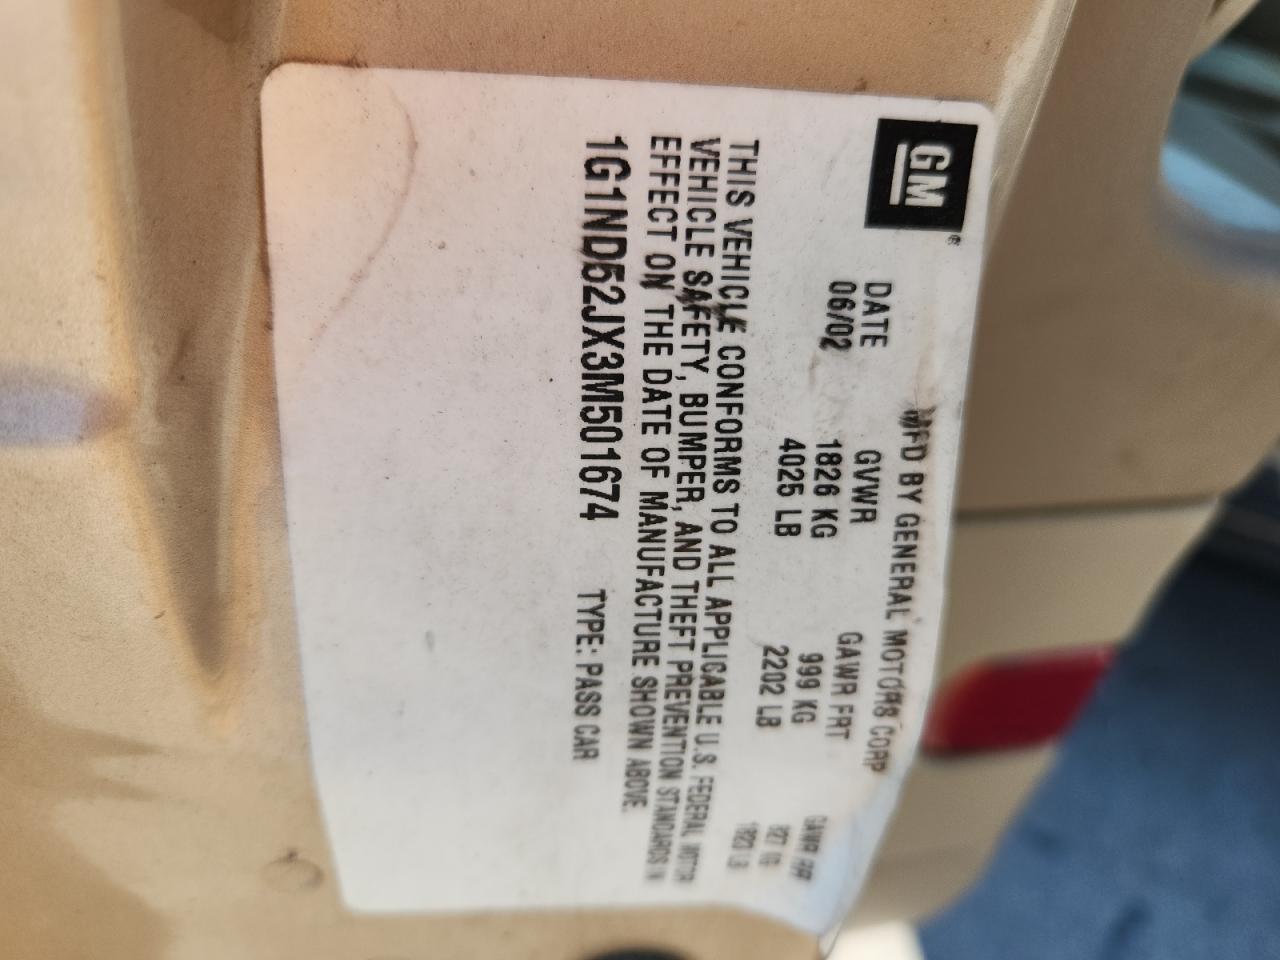 GM®
MFD BY GENERAL MOTORS CORP
DATE GVWR GAWR FRT GAWR RR
06/02 1826 KG 999 KG 827 KG
4025 LB 2202 LB 1823 LB
THIS VEHICLE CONFORMS TO ALL APPLICABLE U.S. FEDERAL MOTOR
VEHICLE SAFETY, BUMPER, AND THEFT PREVENTION STANDARDS IN
EFFECT ON THE DATE OF MANUFACTURE SHOWN ABOVE.
1G1ND52JX3M501674 TYPE: PASS CAR